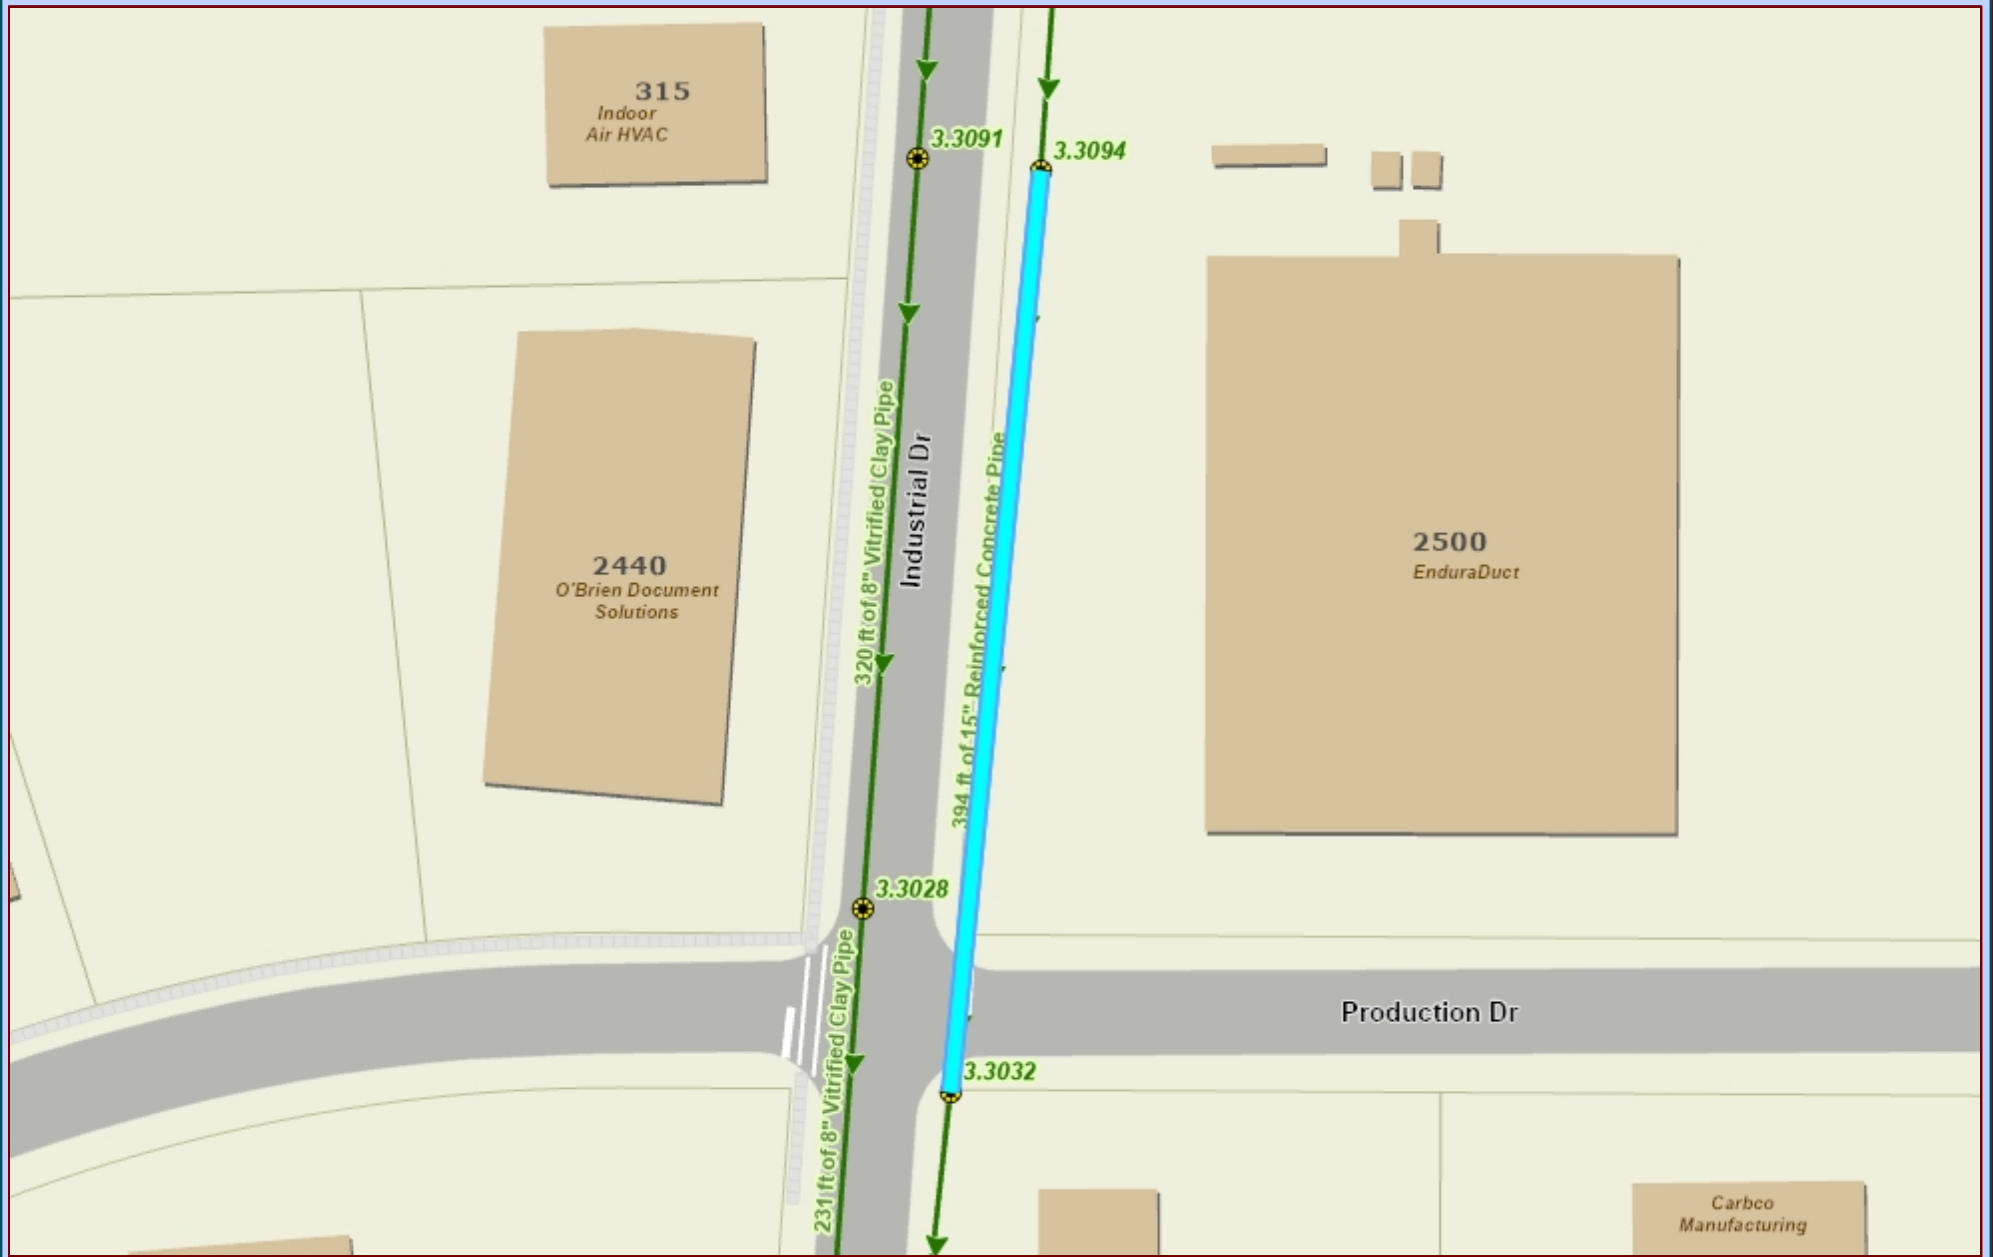 315
Indoor
Air HVAC
3.3091
3.3094
320 ft of 8" Vitrified Clay Pipe
Industrial Dr
394 ft of 15" Reinforced Concrete Pipe
2440
O'Brien Document
Solutions
2500
EnduraDuct
3.3028
231 ft of 8" Vitrified Clay Pipe
Production Dr
3.3032
Carbco
Manufacturing